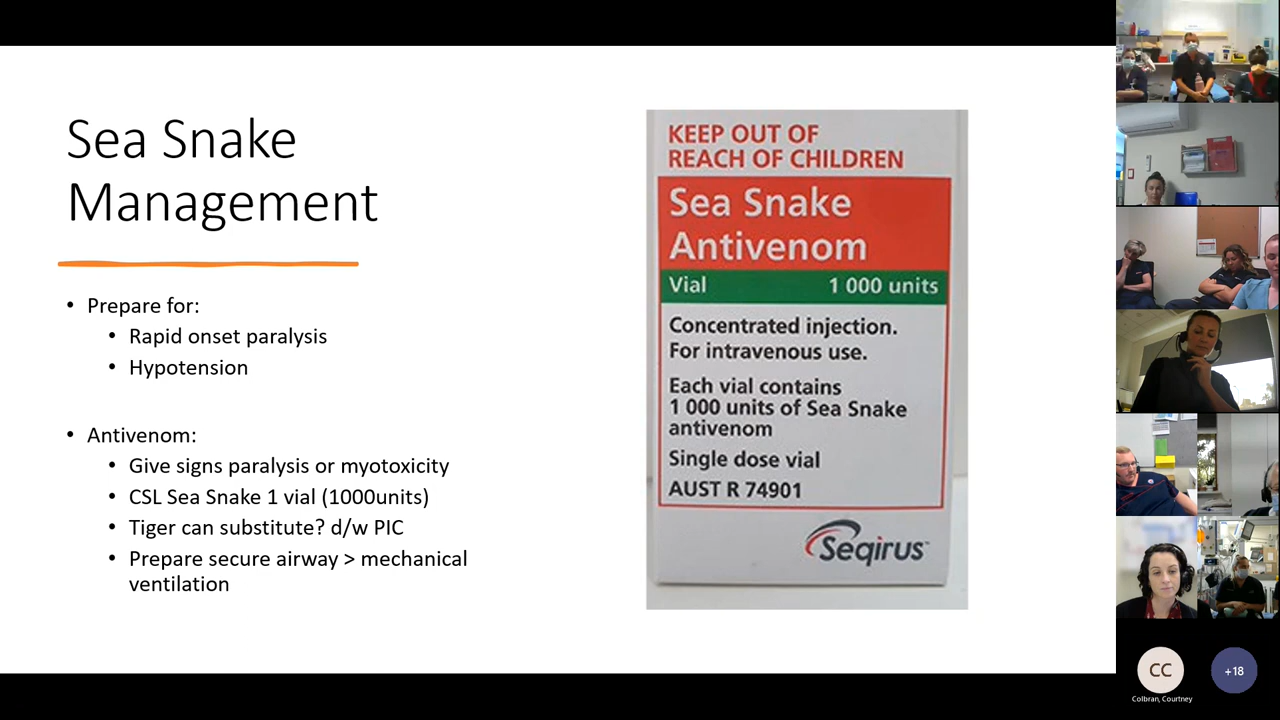 Sea Snake
Management
• Prepare for:
• Rapid onset paralysis
• Hypotension
• Antivenom:
• Give signs paralysis or myotoxicity
• CSL Sea Snake 1 vial (1000units)
• Tiger can substitute? d/w PIC
• Prepare secure airway > mechanical
ventilation
KEEP OUT OF
REACH OF CHILDREN
Sea Snake
Antivenom
Vial 1 000 units
Concentrated injection.
For intravenous use.
Each vial contains
1 000 units of Sea Snake
antivenom
Single dose vial
AUST R 74901
Seqirus™
CC
Colbran, Courtney
+18